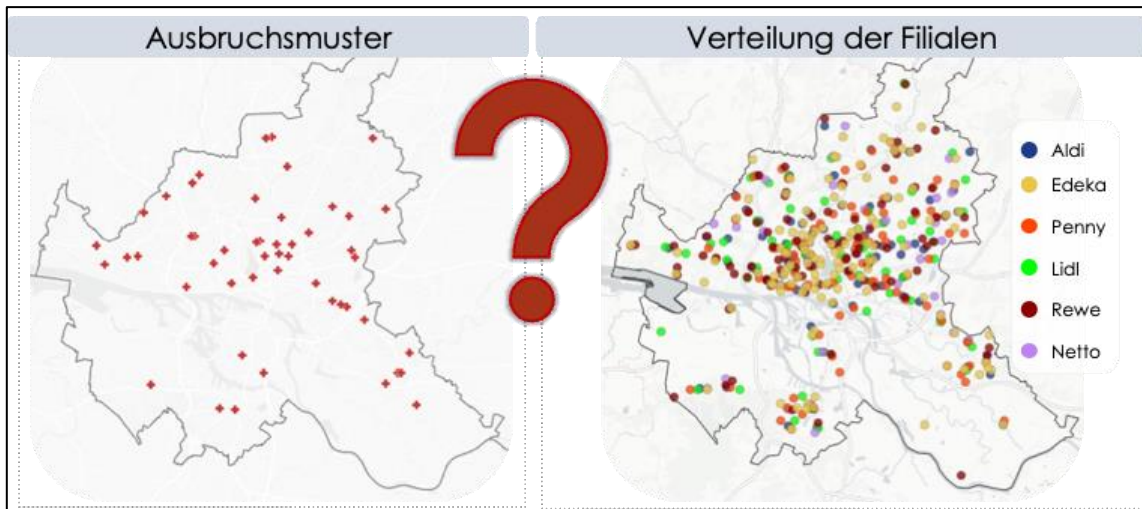 Ausbruchsmuster
Verteilung der Filialen
?
Aldi
Edeka
Penny
Lidl
Rewe
Netto